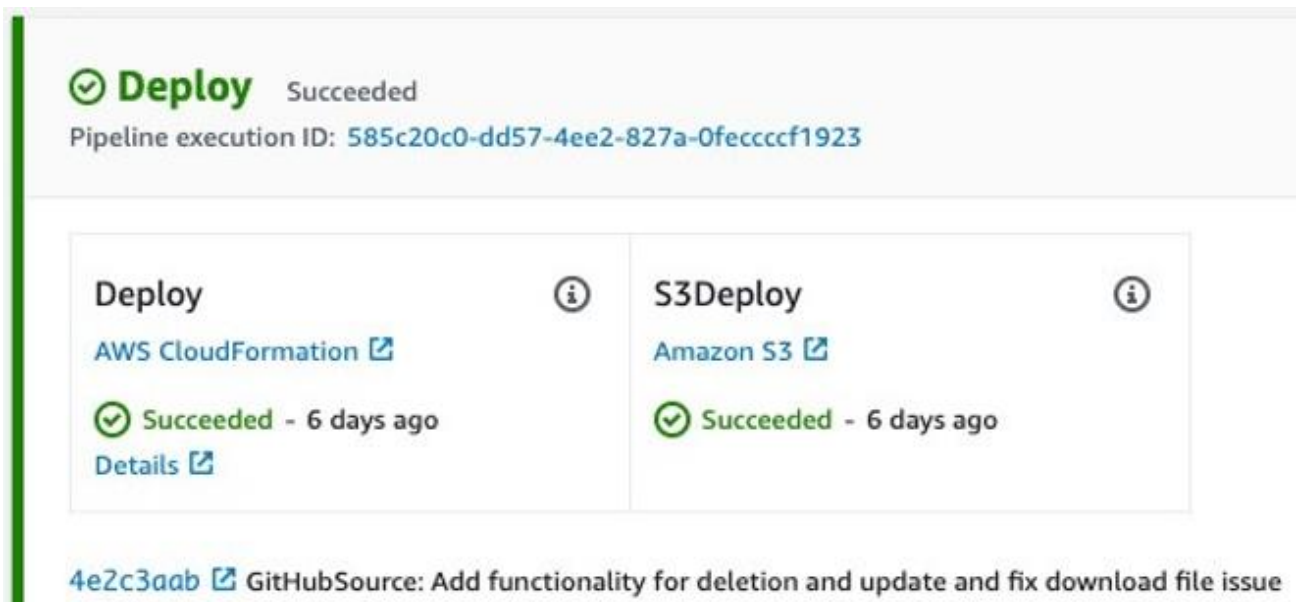 Deploy Succeeded
Pipeline execution ID: 585c20c0-dd57-4ee2-827a-0feccccf1923
Deploy
AWS CloudFormation
Succeeded - 6 days ago
Details
S3Deploy
Amazon S3
Succeeded - 6 days ago
4e2c3aab GitHubSource: Add functionality for deletion and update and fix download file issue